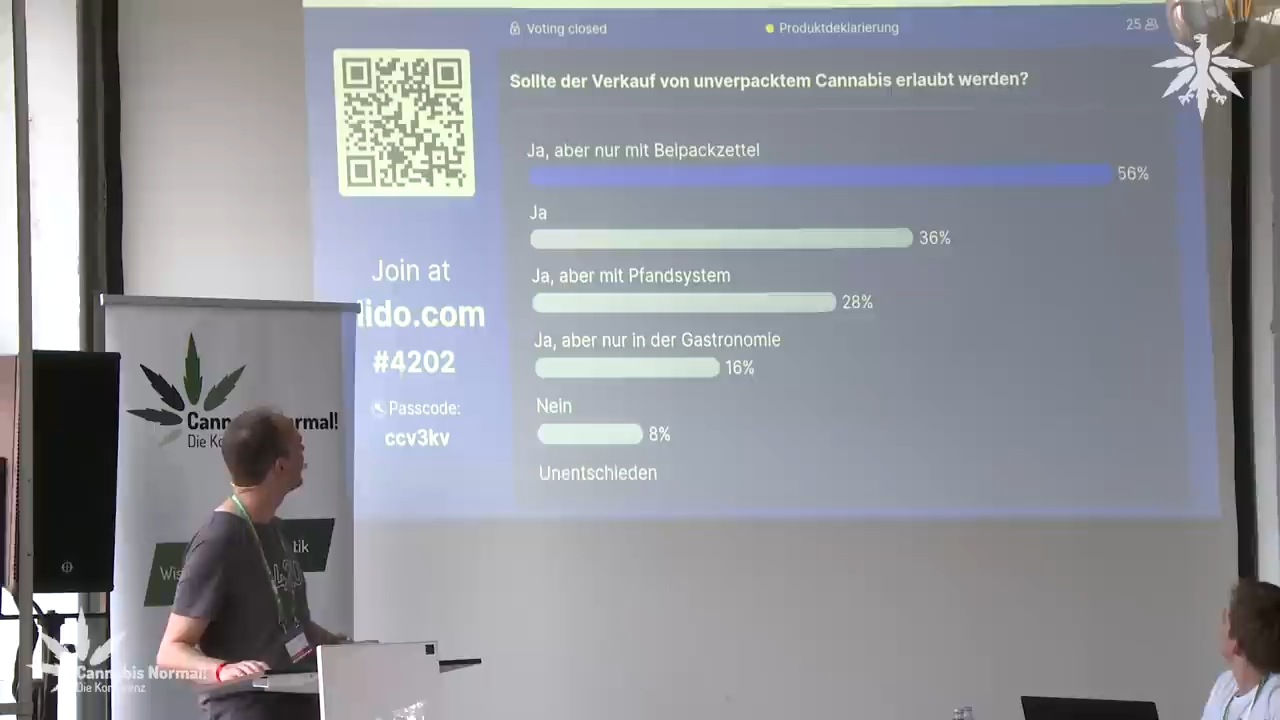 Voting closed
Produktdeklarierung
25
Sollte der Verkauf von unverpacktem Cannabis erlaubt werden?
Ja, aber nur mit Beipackzettel
56%
Ja
36%
Ja, aber mit Pfandsystem
28%
Ja, aber nur in der Gastronomie
16%
Nein
8%
Unentschieden
Join at
lido.com
#4202
Passcode:
ccv3kv
Cann rmal!
Die Ko
Wis
tik
Cannabis Normal!
Die Konferenz